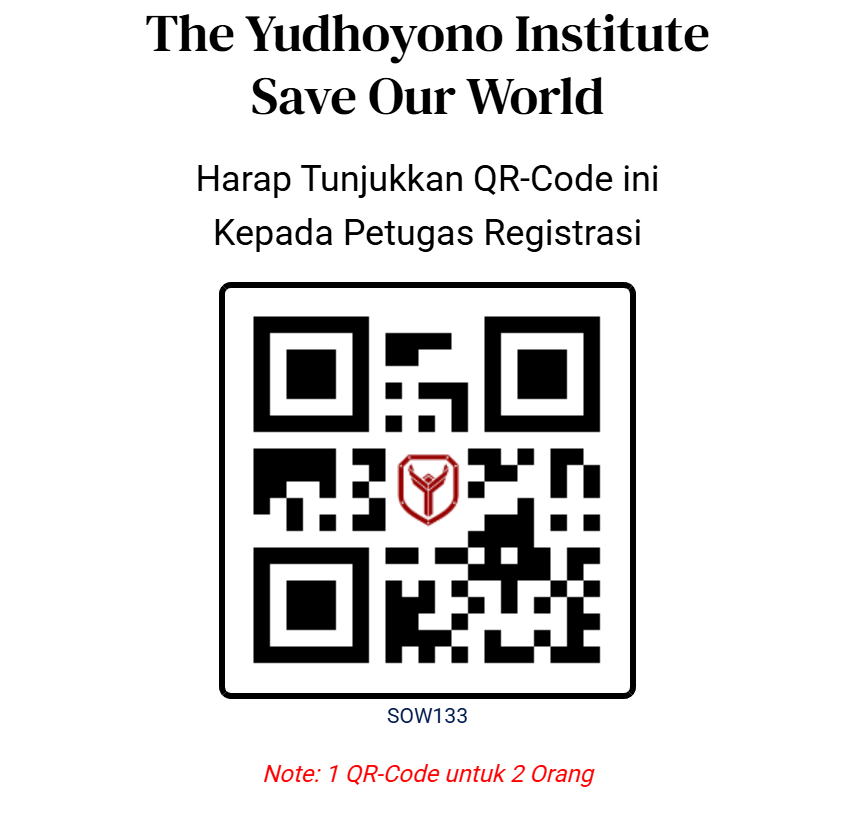 The Yudhoyono Institute
Save Our World
Harap Tunjukkan QR-Code ini
Kepada Petugas Registrasi
SOW133
Note: 1 QR-Code untuk 2 Orang